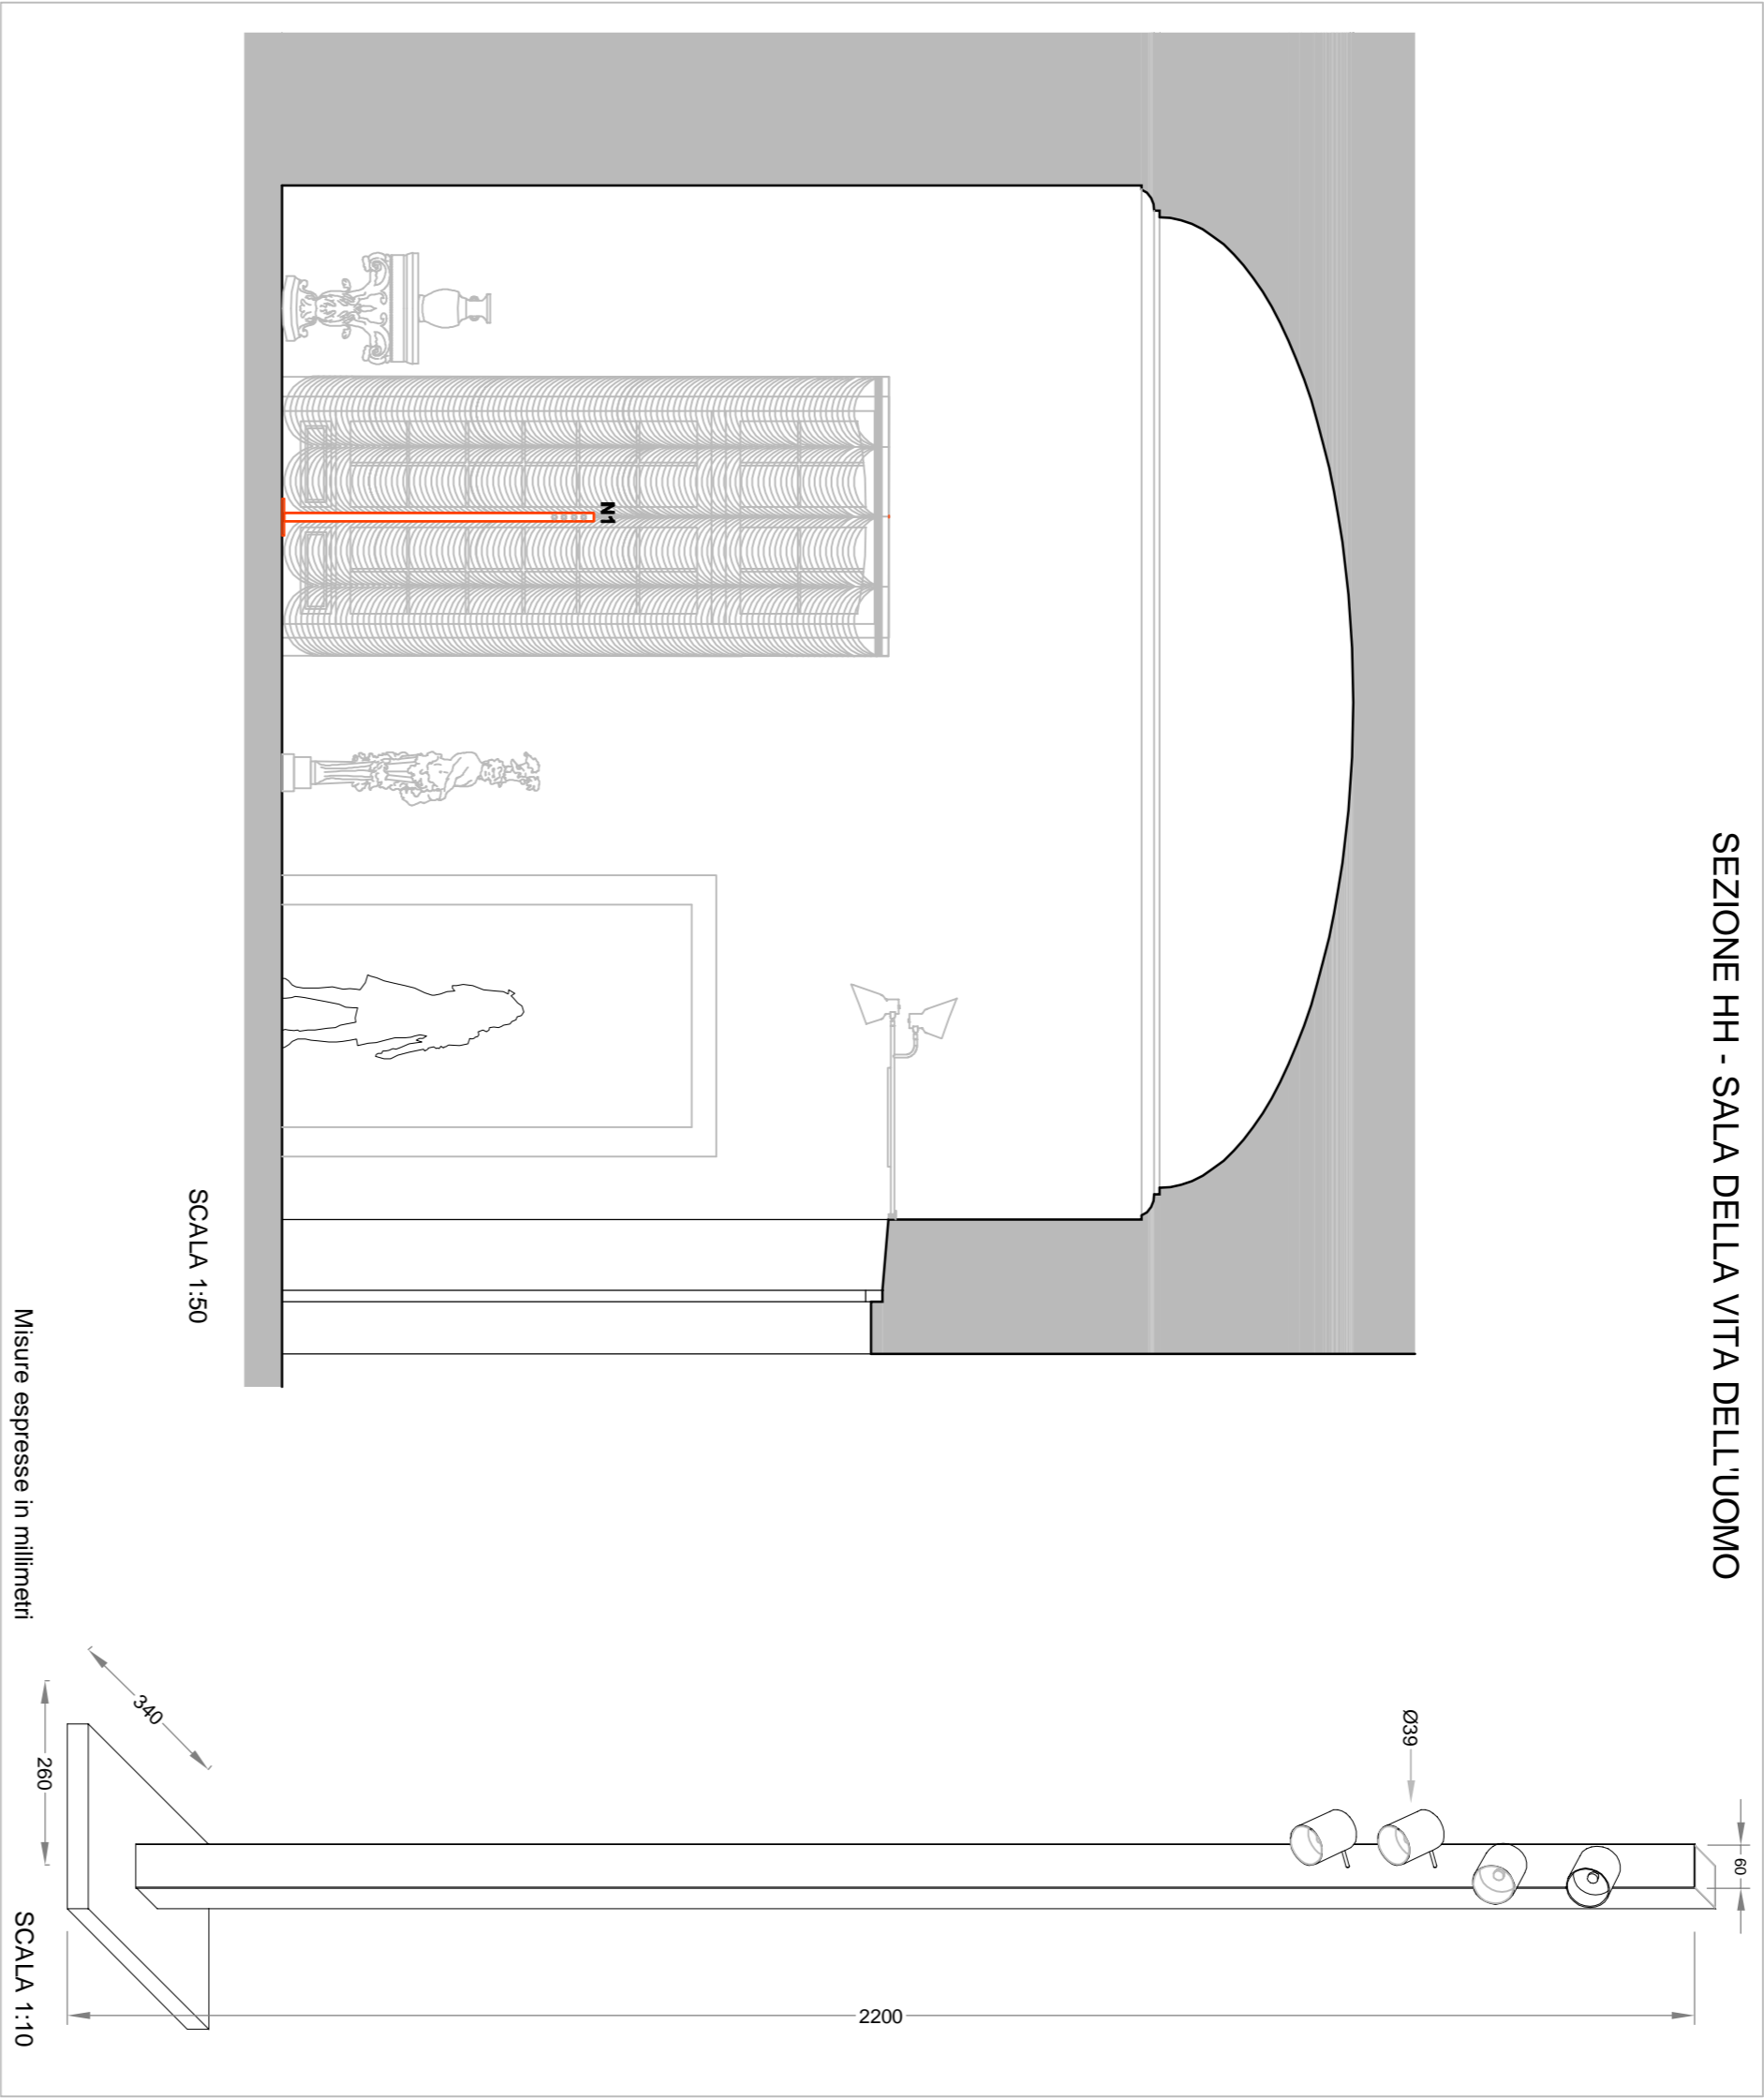 SEZIONE HH - SALA DELLA VITA DELL'UOMO
N1
SCALA 1:50
60
Ø39
2200
340
260
Misure espresse in millimetri
SCALA 1:10